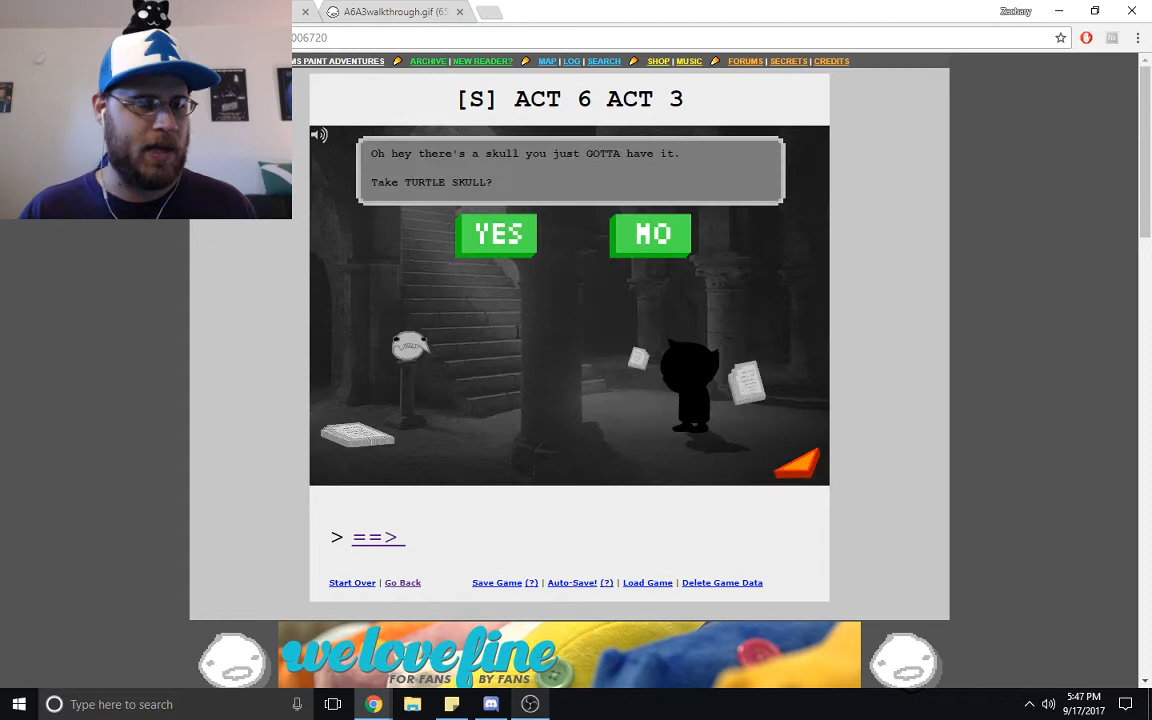 A6A3walkthrough.gif (65
Zachary
006720
MS PAINT ADVENTURES ARCHIVE | NEW READER? MAP | LOG | SEARCH SHOP | MUSIC FORUMS | SECRETS | CREDITS
[S] ACT 6 ACT 3
Oh hey there's a skull you just GOTTA have it.
Take TURTLE SKULL?
YES NO
> ==>
Start Over | Go Back Save Game (?) | Auto-Save! (?) | Load Game | Delete Game Data
welovefine
FOR FANS BY FANS
Type here to search
5:47 PM
9/17/2017